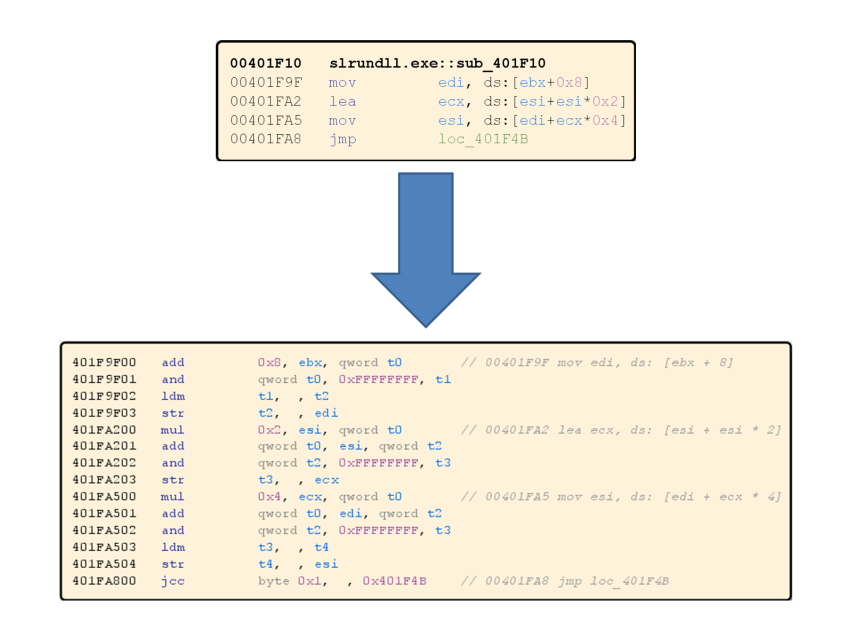 00401F10 slrundll.exe::sub_401F10
00401F9F mov edi, ds:[ebx+0x8]
00401FA2 lea ecx, ds:[esi+esi*0x2]
00401FA5 mov esi, ds:[edi+ecx*0x4]
00401FA8 jmp loc_401F4B
401F9F00 add 0x8, ebx, qword t0 // 00401F9F mov edi, ds: [ebx + 8]
401F9F01 and qword t0, 0xFFFFFFFF, t1
401F9F02 ldm t1, , t2
401F9F03 str t2, , edi
401FA200 mul 0x2, esi, qword t0 // 00401FA2 lea ecx, ds: [esi + esi * 2]
401FA201 add qword t0, esi, qword t2
401FA202 and qword t2, 0xFFFFFFFF, t3
401FA203 str t3, , ecx
401FA500 mul 0x4, ecx, qword t0 // 00401FA5 mov esi, ds: [edi + ecx * 4]
401FA501 add qword t0, edi, qword t2
401FA502 and qword t2, 0xFFFFFFFF, t3
401FA503 ldm t3, , t4
401FA504 str t4, , esi
401FA800 jcc byte 0x1, , 0x401F4B // 00401FA8 jmp loc_401F4B